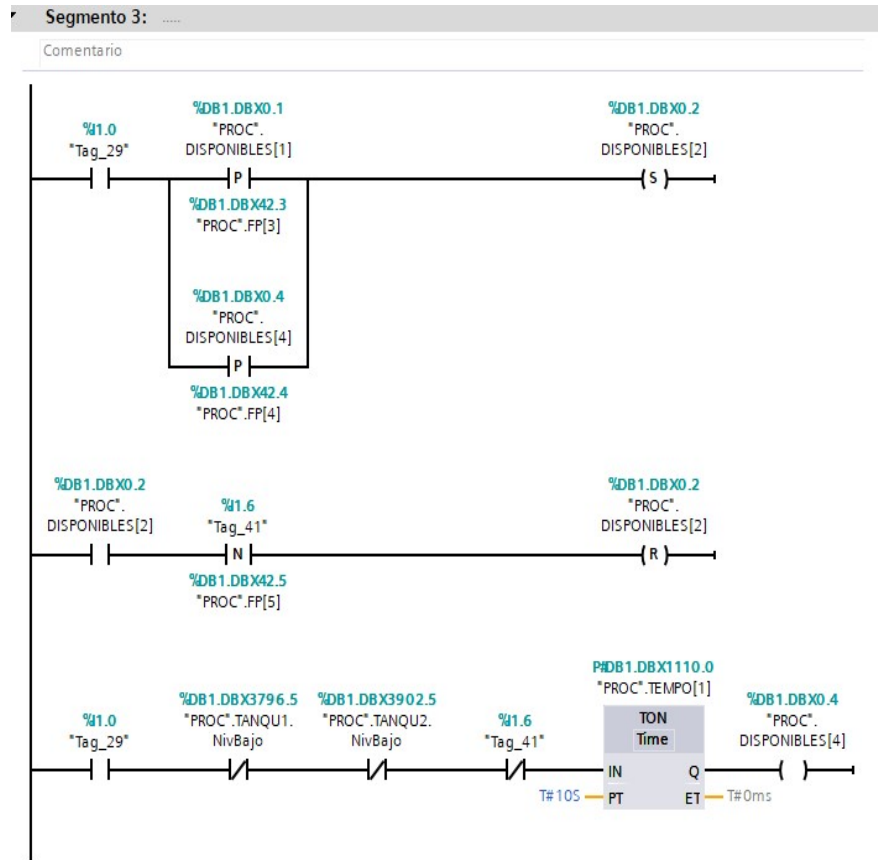 Segmento 3: .....
Comentario
%I1.0
"Tag_29"
%DB1.DBX0.1
"PROC".
DISPONIBLES[1]
P
%DB1.DBX42.3
"PROC".FP[3]
%DB1.DBX0.2
"PROC".
DISPONIBLES[2]
S
%DB1.DBX0.4
"PROC".
DISPONIBLES[4]
P
%DB1.DBX42.4
"PROC".FP[4]
%DB1.DBX0.2
"PROC".
DISPONIBLES[2]
%I1.6
"Tag_41"
N
%DB1.DBX42.5
"PROC".FP[5]
%DB1.DBX0.2
"PROC".
DISPONIBLES[2]
R
%I1.0
"Tag_29"
%DB1.DBX3796.5
"PROC".TANQU1.
NivBajo
%DB1.DBX3902.5
"PROC".TANQU2.
NivBajo
%I1.6
"Tag_41"
P#DB1.DBX1110.0
"PROC".TEMPO[1]
TON
Time
IN Q
T#10S PT ET T#0ms
%DB1.DBX0.4
"PROC".
DISPONIBLES[4]